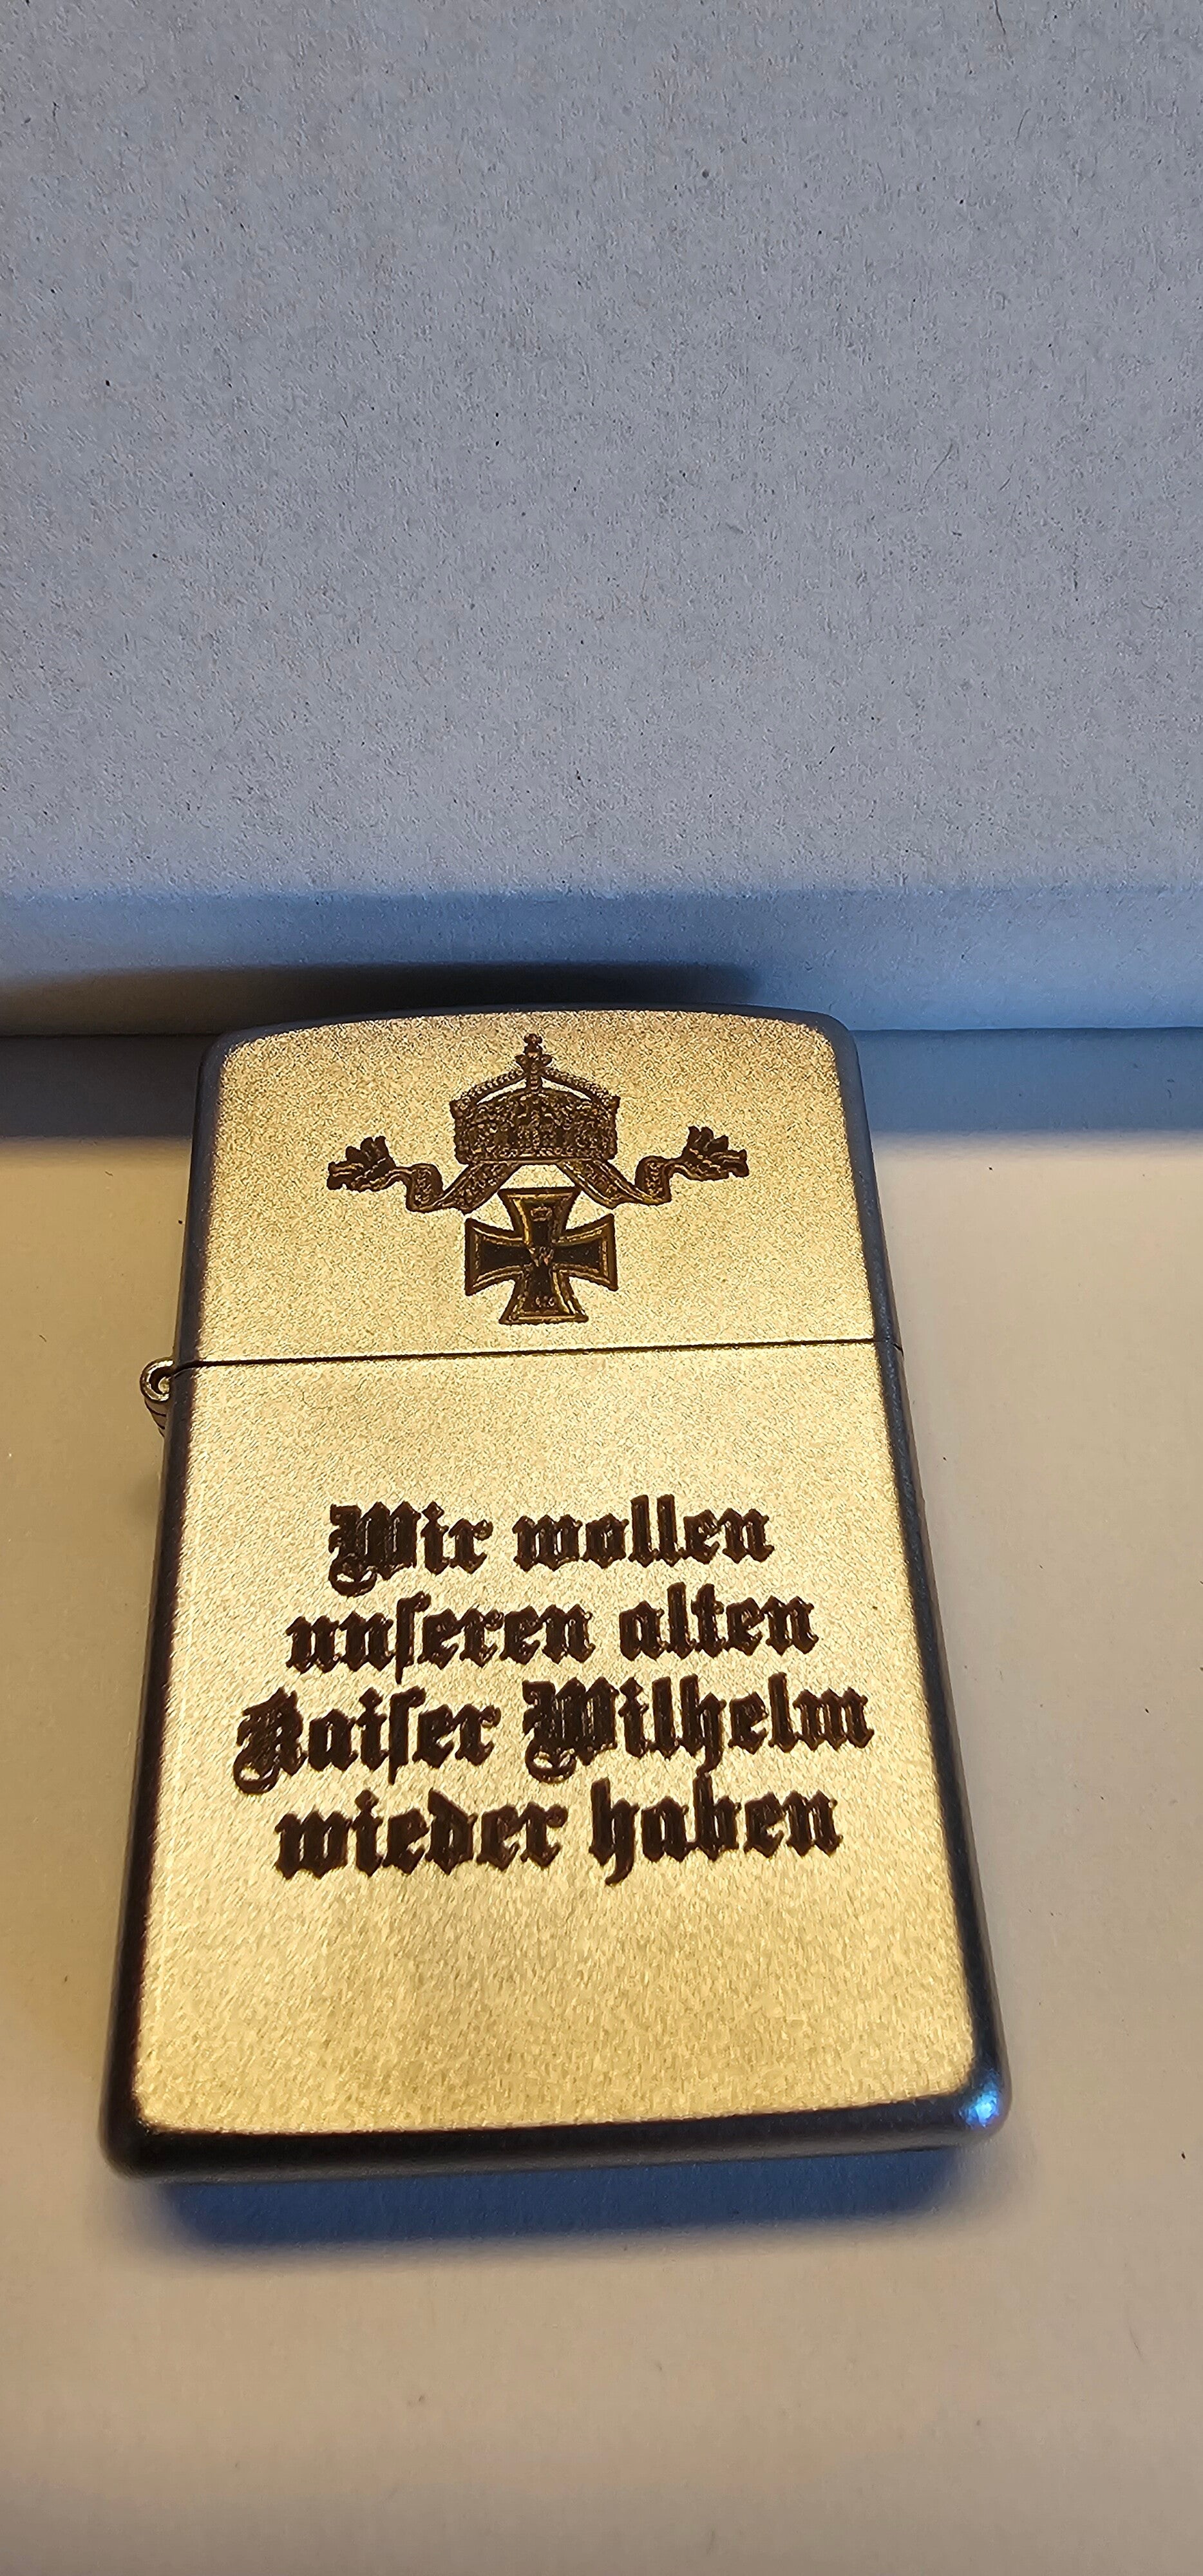 Wir wollen
unſeren alten
Kaiſer Wilhelm
wieder haben